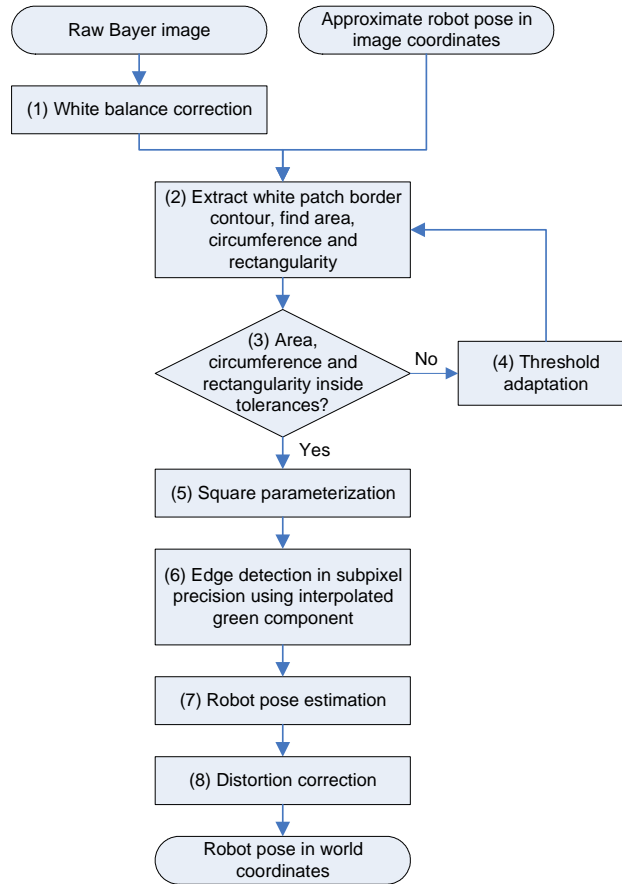 Raw Bayer image
Approximate robot pose in
image coordinates
(1) White balance correction
(2) Extract white patch border
contour, find area,
circumference and
rectangularity
(3) Area,
circumference and
rectangularity inside
tolerances?
No
(4) Threshold
adaptation
Yes
(5) Square parameterization
(6) Edge detection in subpixel
precision using interpolated
green component
(7) Robot pose estimation
(8) Distortion correction
Robot pose in world
coordinates